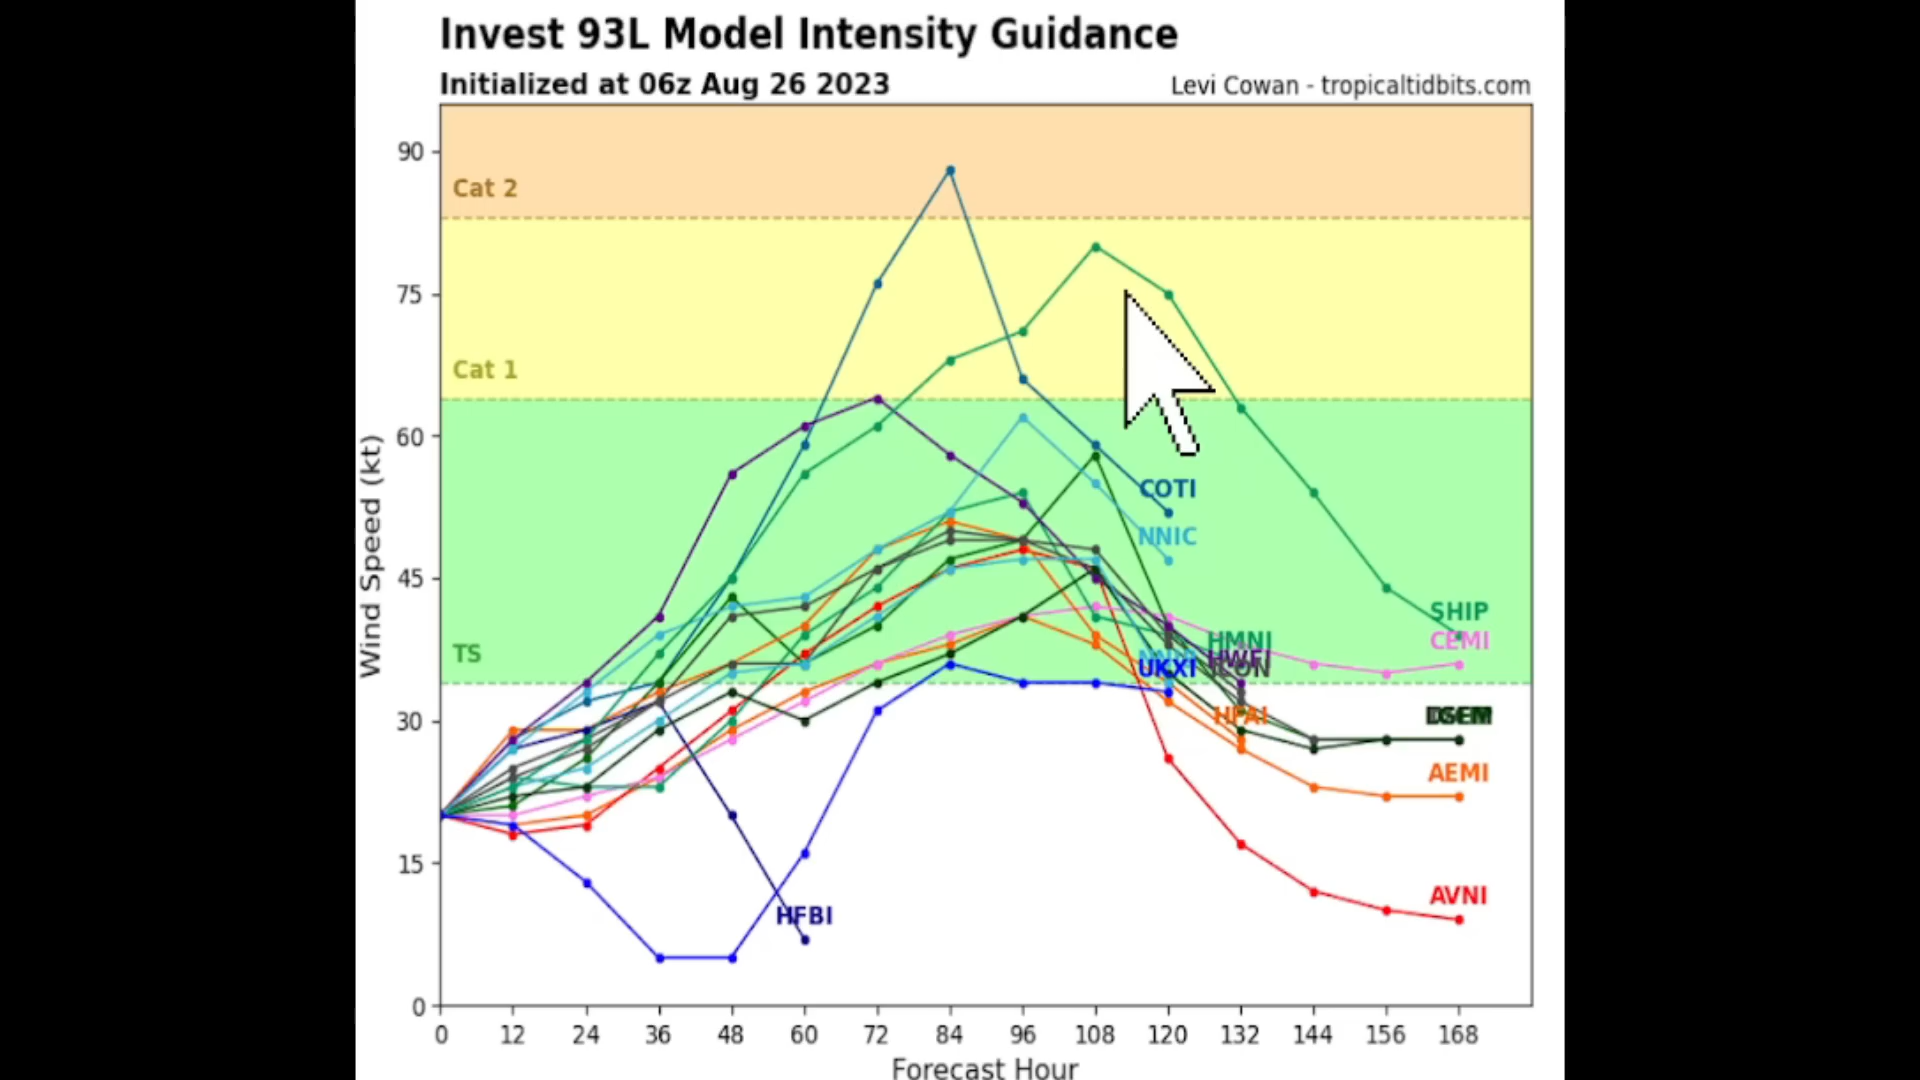 Invest 93L Model Intensity Guidance
Initialized at 06z Aug 26 2023
Levi Cowan - tropicaltidbits.com
90
Cat 2
75
Cat 1
60
COTI
NNIC
45
SHIP
HMNI
CEMI
TS
HWFI
UKXI
30
HFAI
AEMI
15
AVNI
HFBI
0
Wind Speed (kt)
0 12 24 36 48 60 72 84 96 108 120 132 144 156 168
Forecast Hour